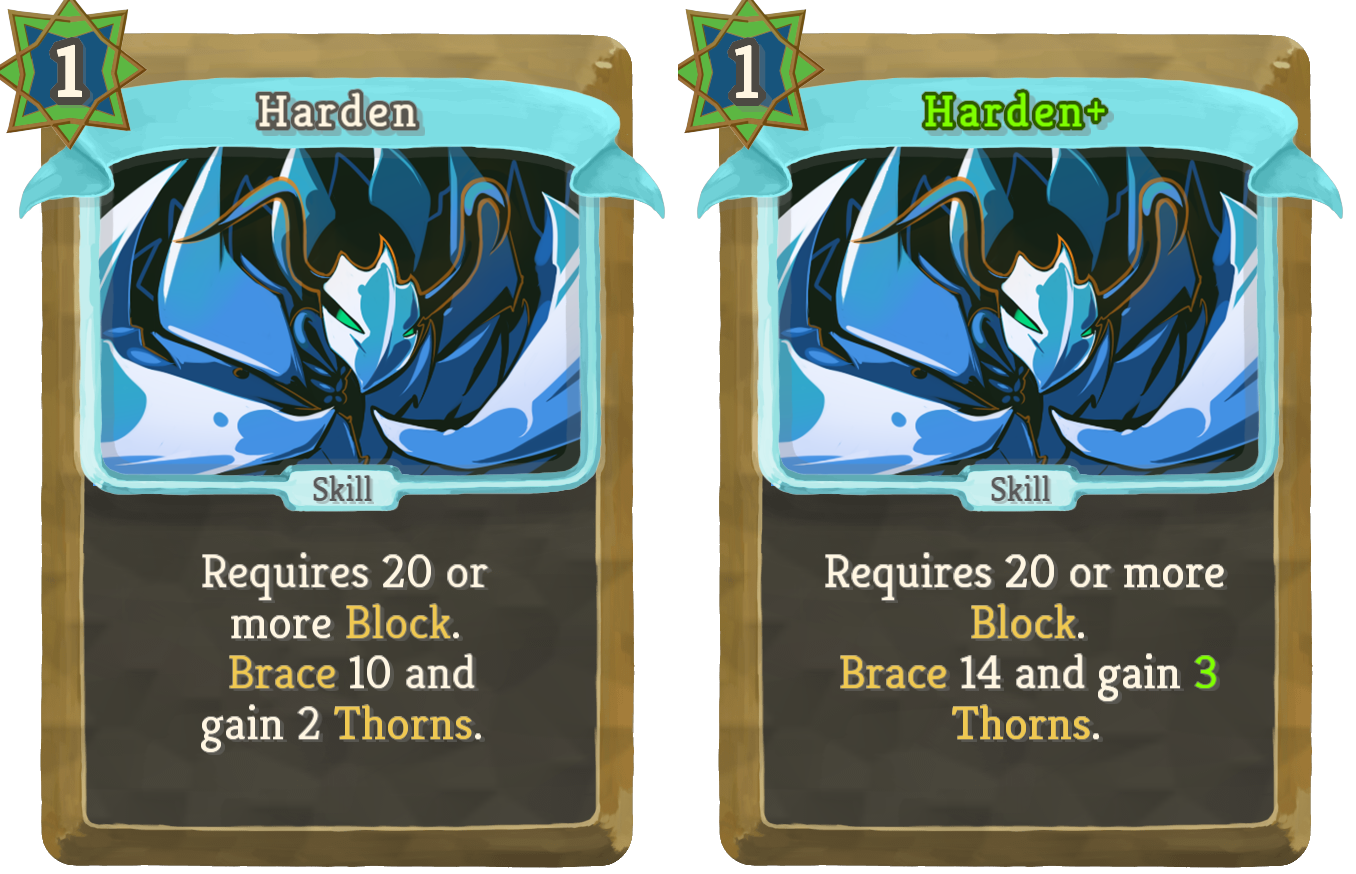 1
Harden
Skill
Requires 20 or
more Block.
Brace 10 and
gain 2 Thorns.
1
Harden+
Skill
Requires 20 or more
Block.
Brace 14 and gain 3
Thorns.